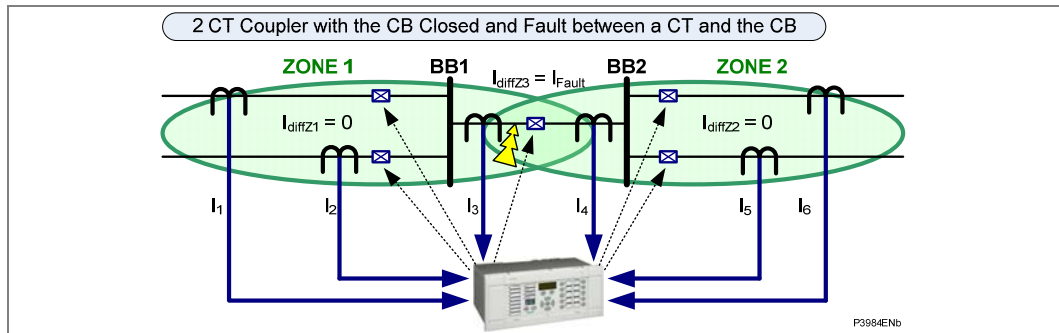 2 CT Coupler with the CB Closed and Fault between a CT and the CB
ZONE 1 BB1 BB2 ZONE 2
IdiffZ3 = IFault
IdiffZ1 = 0 IdiffZ2 = 0
I1 I2 I3 I4 I5 I6
P3984ENb